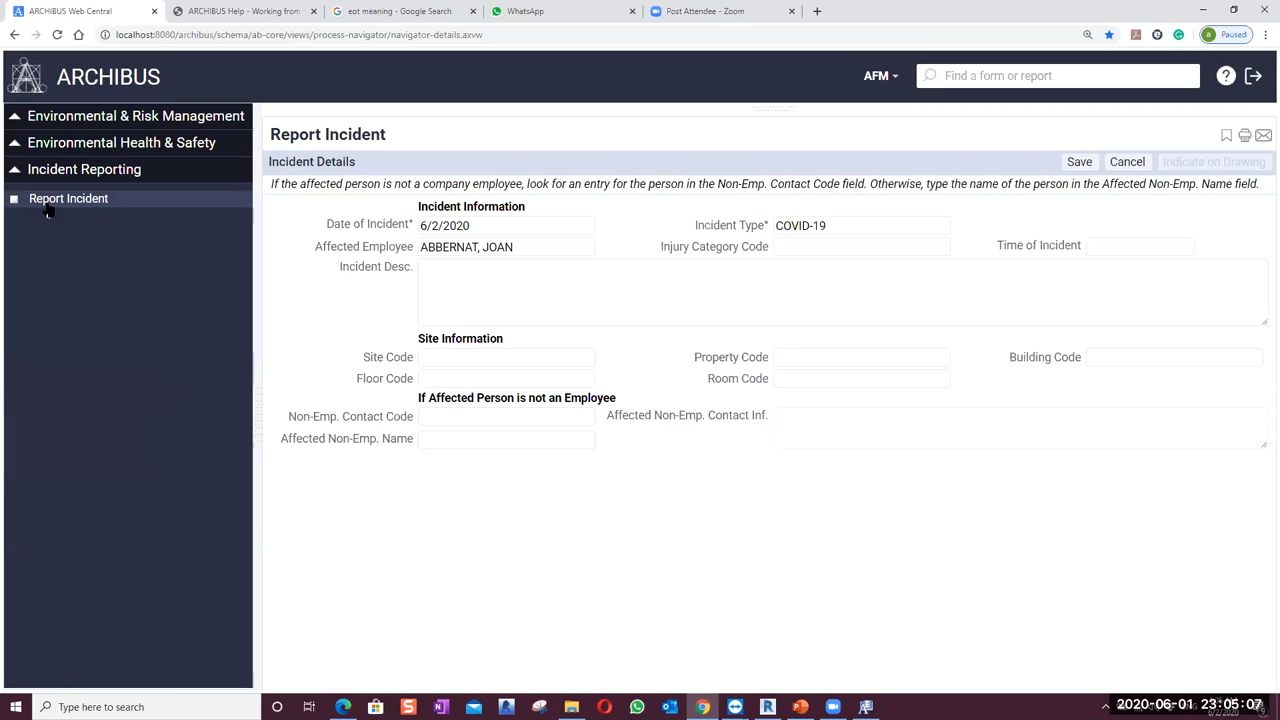 ARCHIBUS Web Central
ARCHIBUS Help - Working from
eot meaning - Google Search
WhatsApp
Post Attendee - Zoom
localhost:8080/archibus/schema/ab-core/views/process-navigator/navigator-details.axvw
a Paused
ARCHIBUS
AFM
Find a form or report
Environmental & Risk Management
Environmental Health & Safety
Incident Reporting
Report Incident
Report Incident
Incident Details Save Cancel Indicate on Drawing
If the affected person is not a company employee, look for an entry for the person in the Non-Emp. Contact Code field. Otherwise, type the name of the person in the Affected Non-Emp. Name field.
Incident Information
Date of Incident* 6/2/2020 Incident Type* COVID-19
Affected Employee ABBERNAT, JOAN Injury Category Code Time of Incident
Incident Desc.
Site Information
Site Code Property Code Building Code
Floor Code Room Code
If Affected Person is not an Employee
Non-Emp. Contact Code Affected Non-Emp. Contact Inf.
Affected Non-Emp. Name
Type here to search
2020-06-01 23:05:07